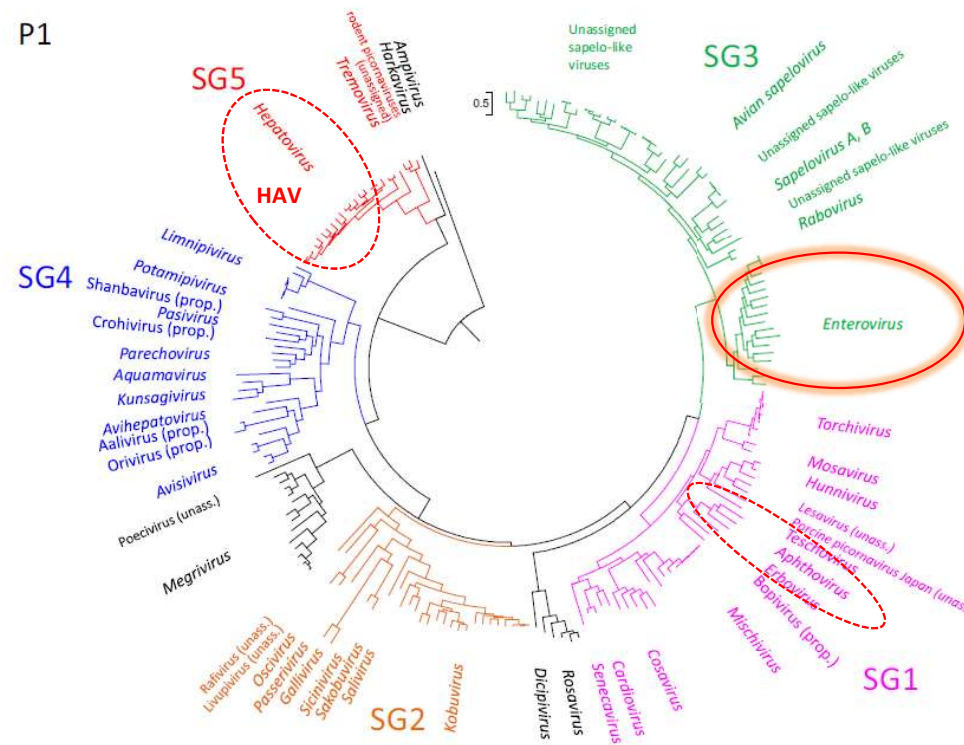 P1
SG5
Hepatovirus
HAV
Tremovirus
rodent picornaviruses
(unassigned)
Harkavirus
Ampivirus
0.5
Unassigned
sapelo-like
viruses
SG3
Avian sapelovirus
Unassigned sapelo-like viruses
Sapelovirus A, B
Unassigned sapelo-like viruses
Rabovirus
Enterovirus
Torchivirus
Mosavirus
Hunnivirus
Lesavirus (unass.)
Porcine picornavirus Japan (unass
Teschovirus
Aphthovirus
Erbovirus
Bopivirus (prop.)
Mischivirus
SG1
Cosavirus
Cardiovirus
Senecavirus
Rosavirus
Dicipivirus
Kobuvirus
SG2
Salivirus
Sakobuvirus
Sicinivirus
Gallivirus
Passerivirus
Oscivirus
Livupivirus (unass.)
Rafivirus (unass.)
Megrivirus
Poecivirus (unass.)
Avisivirus
Orivirus (prop.)
Aalivirus (prop.)
Avihepatovirus
Kunsagivirus
Aquamavirus
Parechovirus
Crohivirus (prop.)
Pasivirus
Shanbavirus (prop.)
Potamipivirus
Limnipivirus
SG4